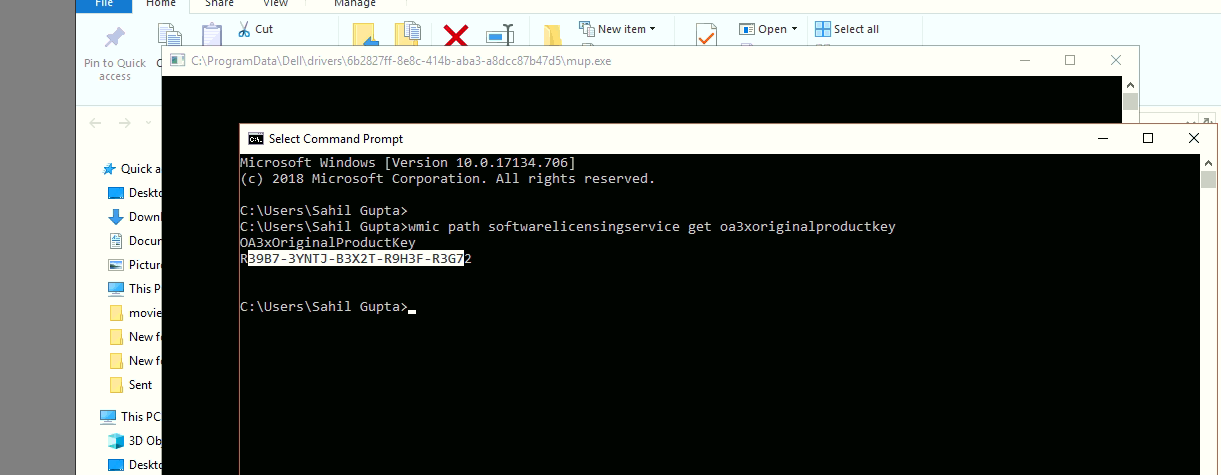 File Home Share View Manage
Cut
New item
Open
Select all
Pin to Quick
access
C:\ProgramData\Dell\drivers\6b2827ff-8e8c-414b-aba3-a8dcc87b47d5\mup.exe
Select Command Prompt
Microsoft Windows [Version 10.0.17134.706]
(c) 2018 Microsoft Corporation. All rights reserved.
C:\Users\Sahil Gupta>
C:\Users\Sahil Gupta>wmic path softwarelicensingservice get oa3xoriginalproductkey
OA3xOriginalProductKey
R39B7-3YNTJ-B3X2T-R9H3F-R3G72
C:\Users\Sahil Gupta>
Quick a
Deskto
Downl
Docur
Picture
This P
movie
New fo
New fo
Sent
This PC
3D Obj
Deskto